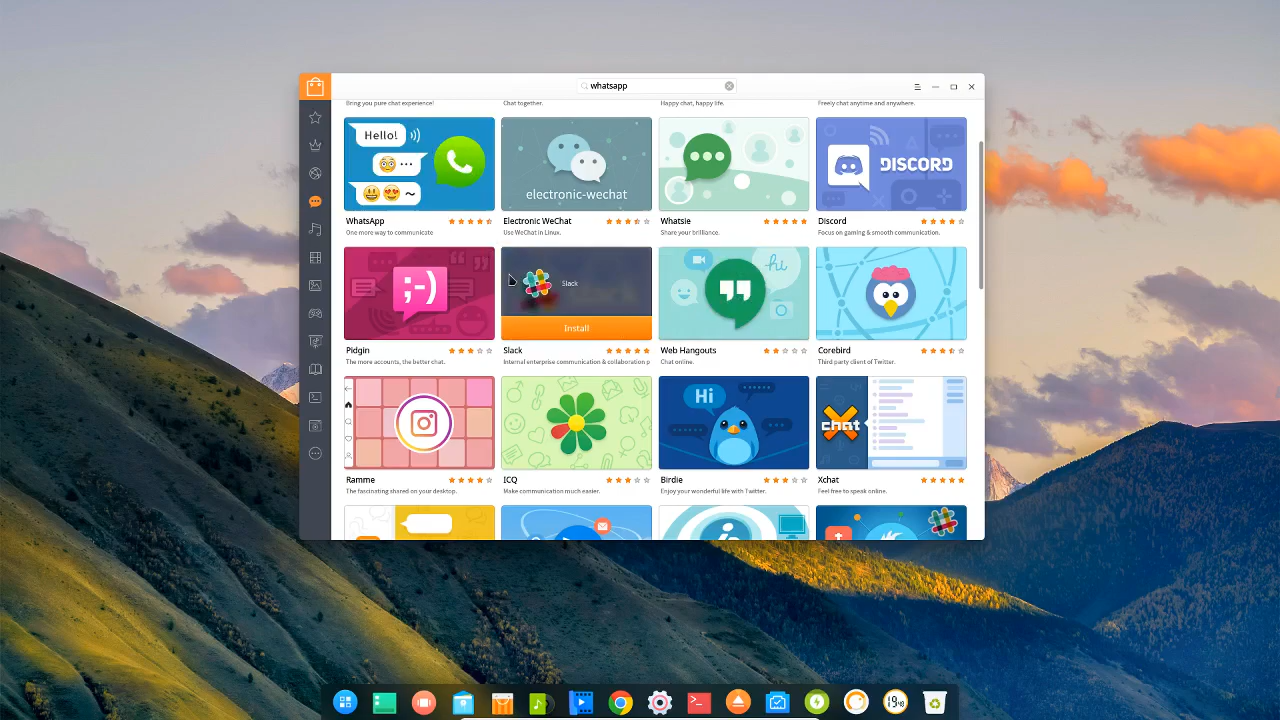 whatsapp
Bring you pure chat experience!
Chat together.
Happy chat, happy life.
Freely chat anytime and anywhere.
Hello!
electronic-wechat
DISCORD
WhatsApp
Electronic WeChat
Whatsie
Discord
One more way to communicate
Use WeChat in Linux.
Share your brilliance.
Focus on gaming & smooth communication.
;-)
Slack
Install
hi
Pidgin
Slack
Web Hangouts
Corebird
The more accounts, the better chat.
Internal enterprise communication & collaboration p
Chat online.
Third party client of Twitter.
Hi
chat
Ramme
ICQ
Birdie
Xchat
The fascinating shared on your desktop.
Make communication much easier.
Enjoy your wonderful life with Twitter.
Feel free to speak online.